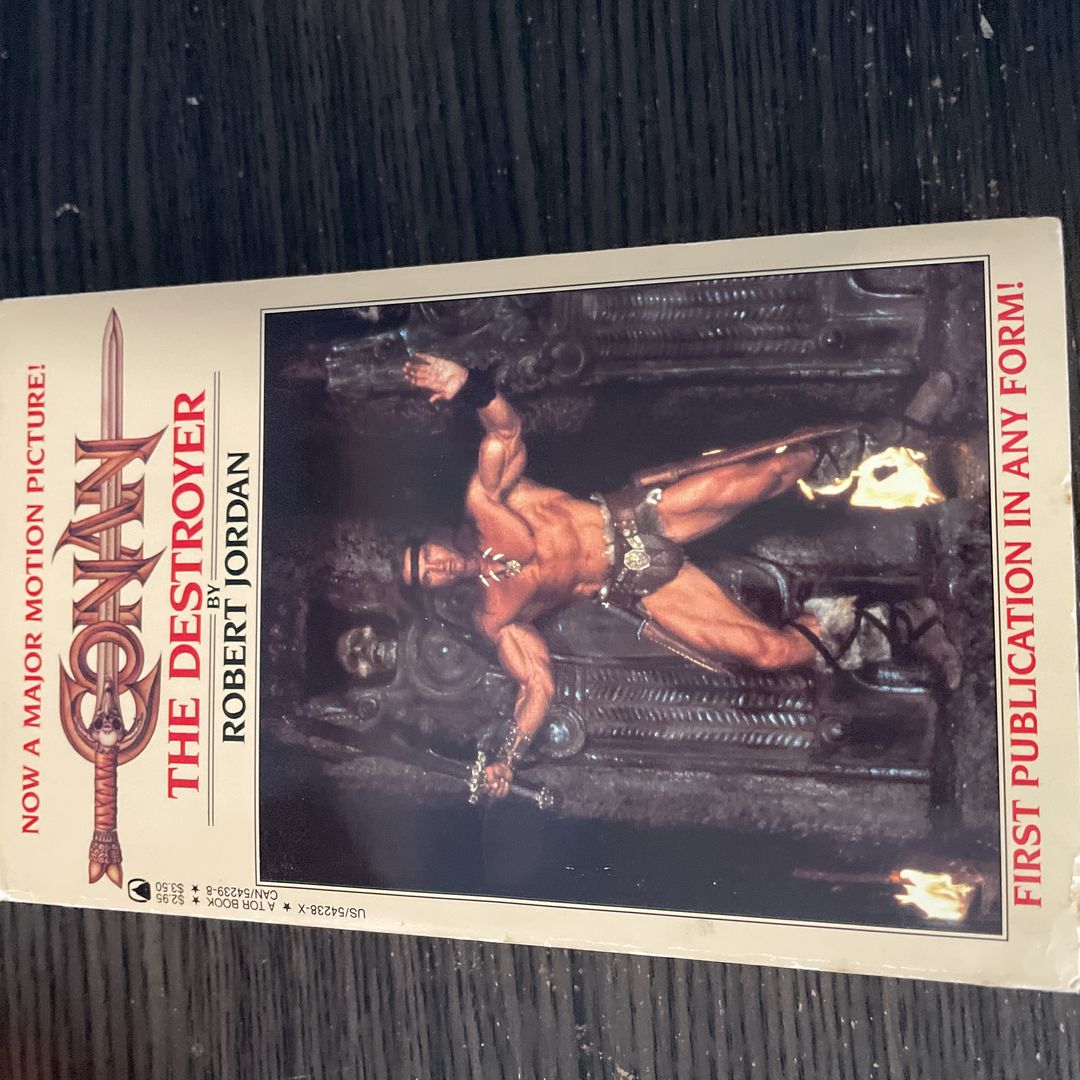 NOW A MAJOR MOTION PICTURE!
CONAN
THE DESTROYER
BY
ROBERT JORDAN
US/54238-X ★ A TOR BOOK ★ $2.95
CAN/54239-8 ★ $3.50
FIRST PUBLICATION IN ANY FORM!